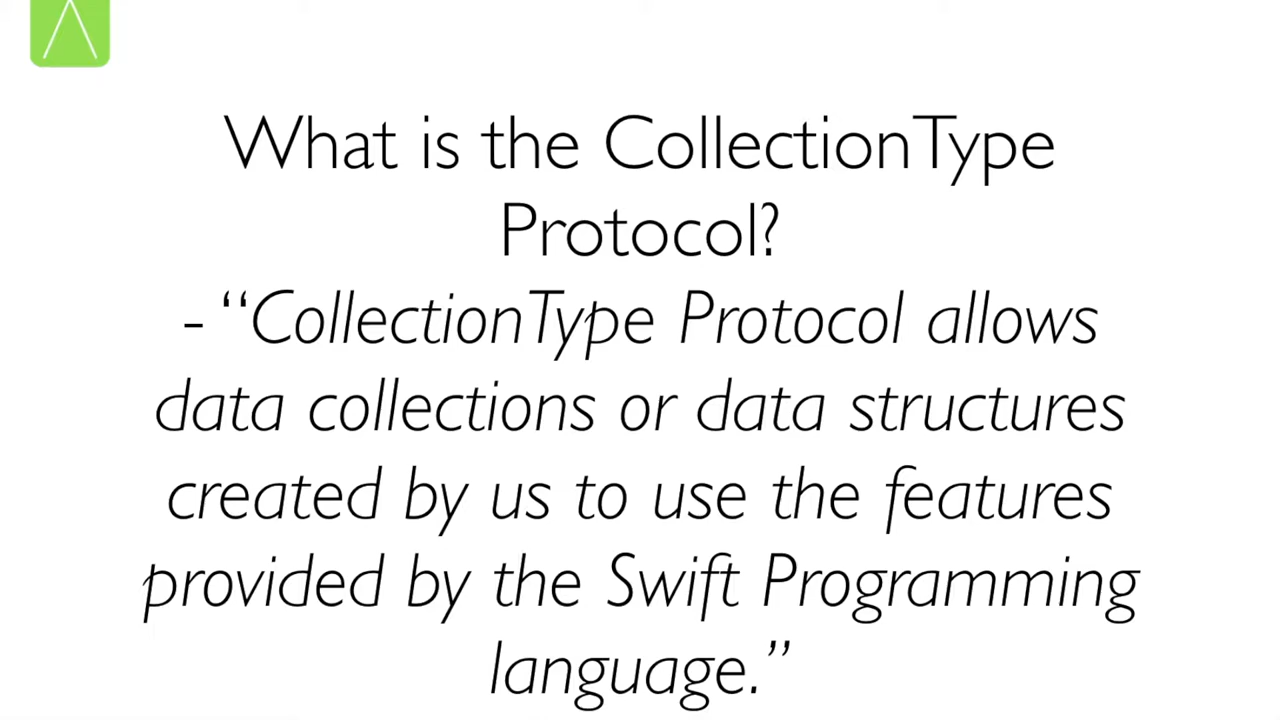 What is the CollectionType
Protocol?
- “CollectionType Protocol allows
data collections or data structures
created by us to use the features
provided by the Swift Programming
language.”